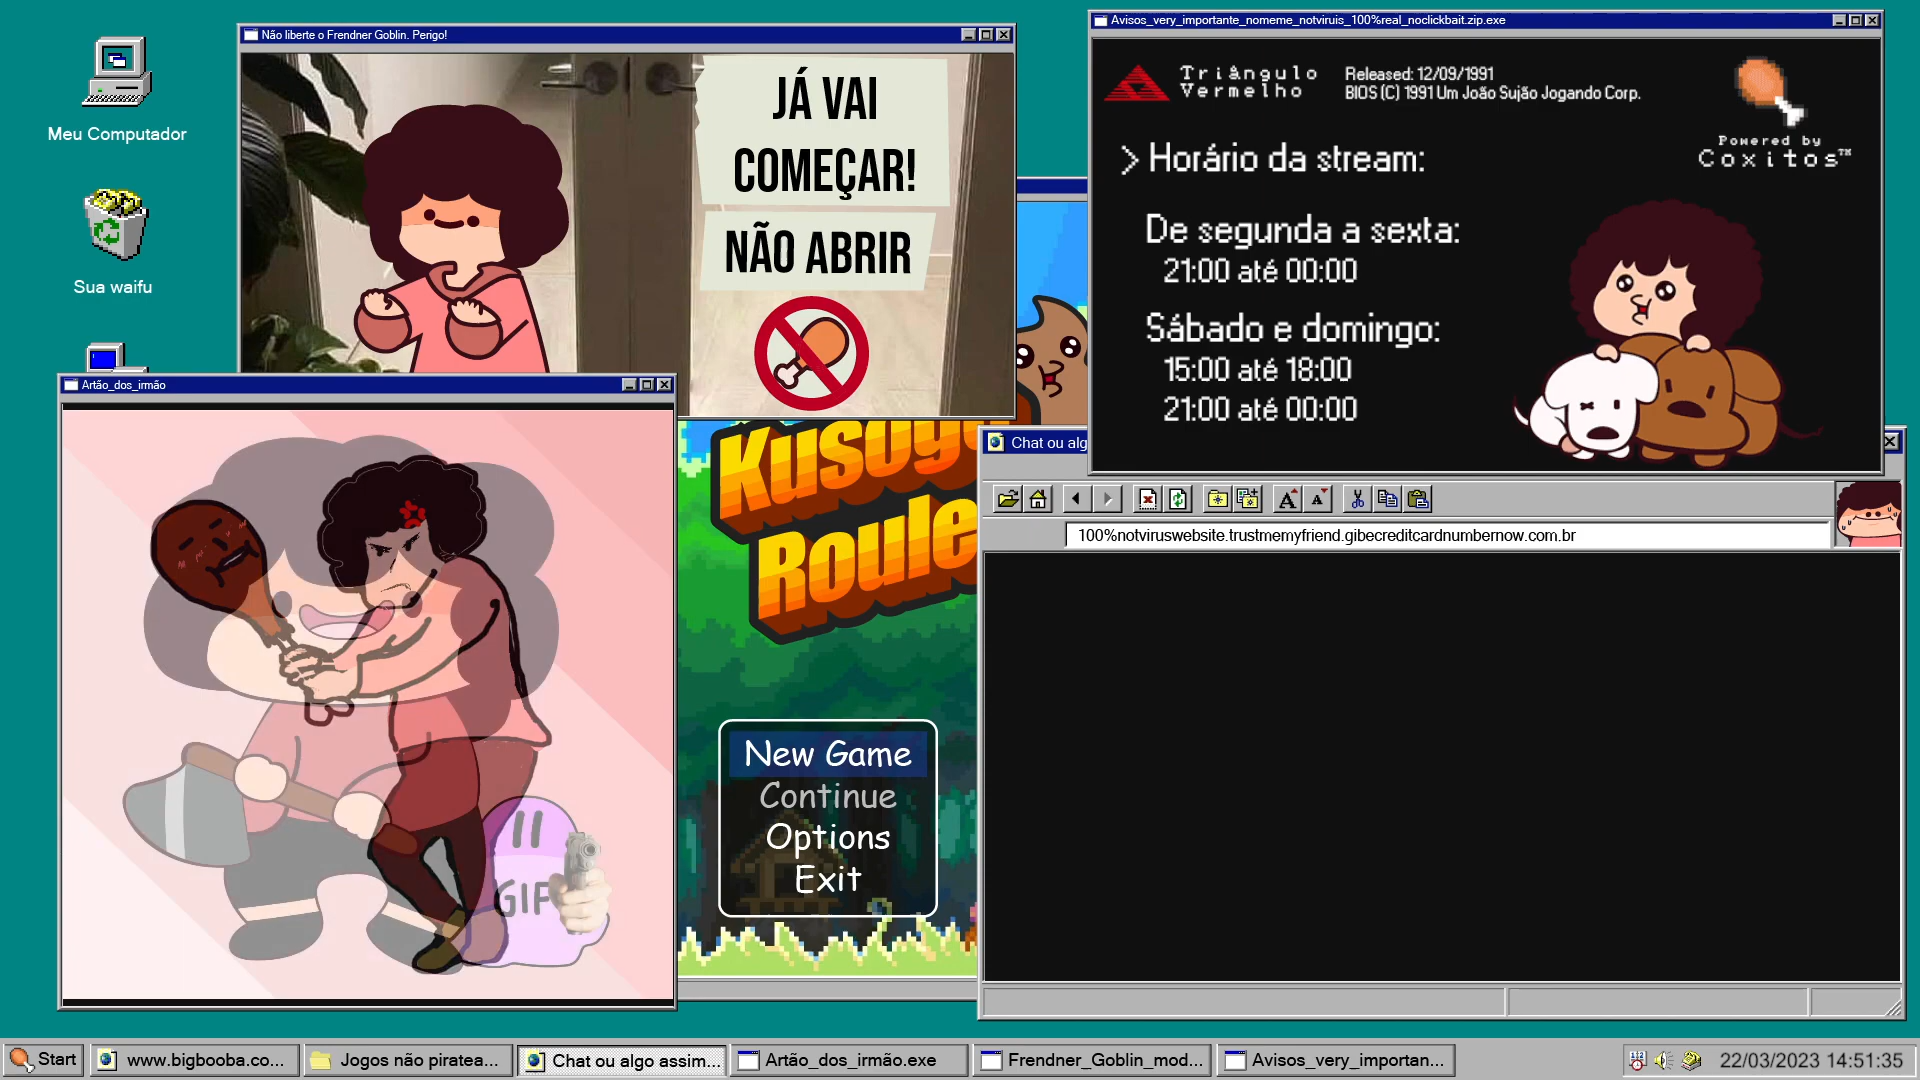 Meu Computador
Sua waifu
Não liberte o Frendner Goblin. Perigo!
JÁ VAI
COMEÇAR!
NÃO ABRIR
Avisos_very_importante_nomeme_notviruis_100%real_noclickbait.zip.exe
Triângulo
Vermelho
Released: 12/09/1991
BIOS (C) 1991 Um João Sujão Jogando Corp.
Powered by
Coxitos™
> Horário da stream:
De segunda a sexta:
21:00 até 00:00
Sábado e domingo:
15:00 até 18:00
21:00 até 00:00
Artão_dos_irmão
GIF
Kusoge
Roule
New Game
Continue
Options
Exit
Chat ou algo
100%notviruswebsite.trustmemyfriend.gibecreditcardnumbernow.com.br
Start
www.bigbooba.co...
Jogos não piratea...
Chat ou algo assim...
Artão_dos_irmão.exe
Frendner_Goblin_mod...
Avisos_very_importan...
22/03/2023 14:51:35